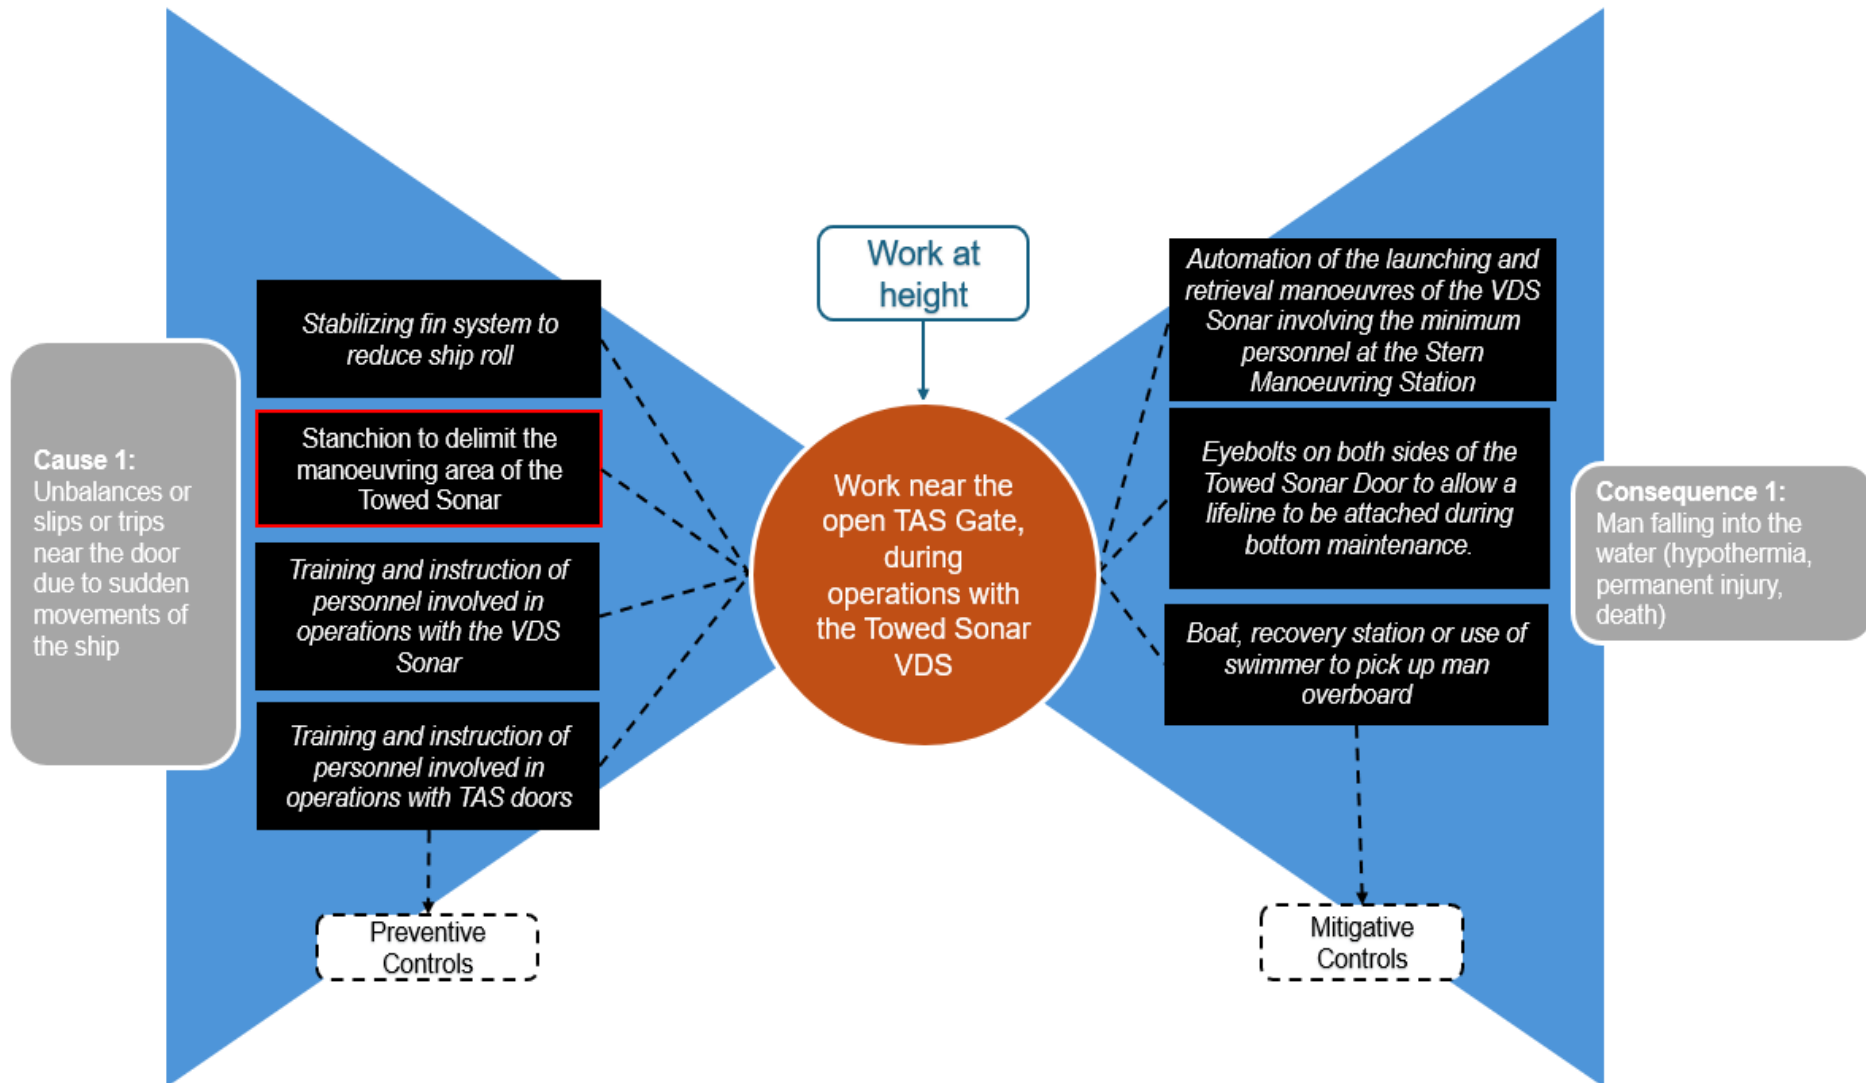 Work at
height
Stabilizing fin system to
reduce ship roll
Stanchion to delimit the
manoeuvring area of the
Towed Sonar
Training and instruction of
personnel involved in
operations with the VDS
Sonar
Training and instruction of
personnel involved in
operations with TAS doors
Cause 1:
Unbalances or
slips or trips
near the door
due to sudden
movements of
the ship
Work near the
open TAS Gate,
during
operations with
the Towed Sonar
VDS
Automation of the launching and
retrieval manoeuvres of the VDS
Sonar involving the minimum
personnel at the Stern
Manoeuvring Station
Eyebolts on both sides of the
Towed Sonar Door to allow a
lifeline to be attached during
bottom maintenance.
Boat, recovery station or use of
swimmer to pick up man
overboard
Consequence 1:
Man falling into the
water (hypothermia,
permanent injury,
death)
Preventive
Controls
Mitigative
Controls